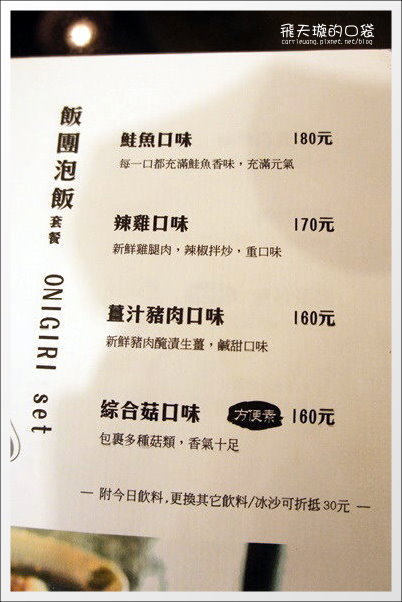 飛天璇的口袋
carrieuang.pixnet.net/blog
飯團泡飯套餐 ONIGIRI set
鮭魚口味 180元
每一口都充滿鮭魚香味，充滿元氣
辣雞口味 170元
新鮮雞腿肉，辣椒拌炒，重口味
薑汁豬肉口味 160元
新鮮豬肉醃漬生薑，鹹甜口味
綜合菇口味 方便素 160元
包裹多種菇類，香氣十足
— 附今日飲料,更換其它飲料/冰沙可折抵30元 —